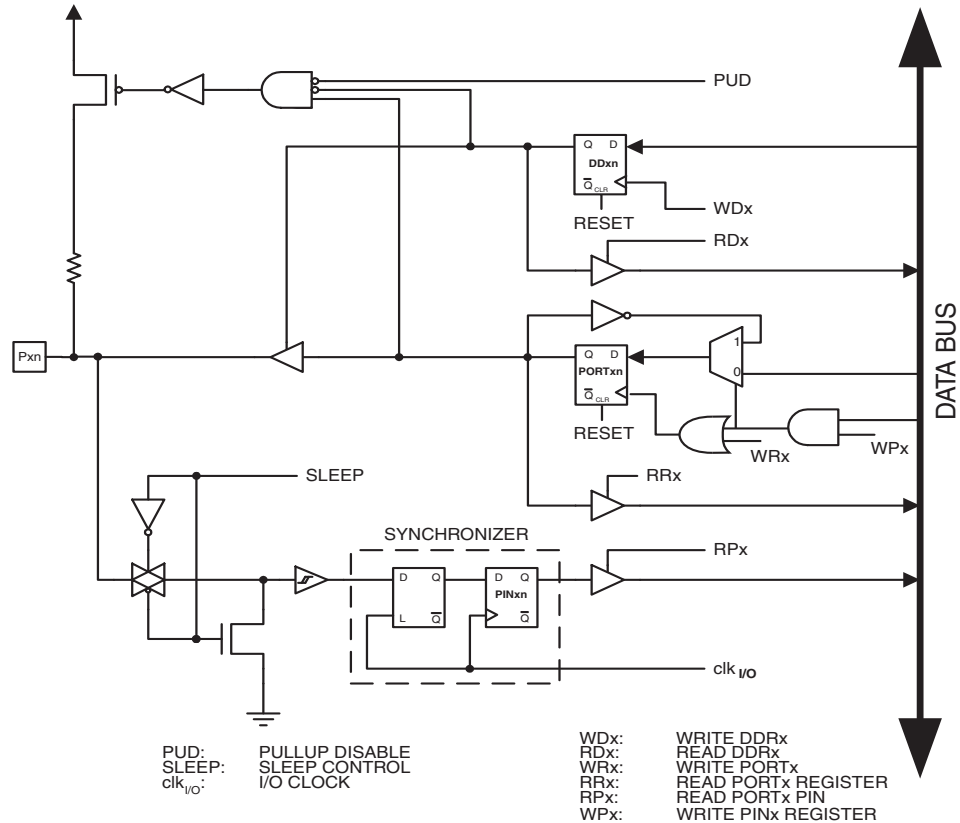 PUD
Q D
DDxn
Q CLR
WDx
RESET
RDx
Pxn
1
Q D
PORTxn
0
Q CLR
RESET
WRx
WPx
DATA BUS
SLEEP
RRx
SYNCHRONIZER
RPx
D Q
D Q
PINxn
L Q
Q
clk I/O
PUD: PULLUP DISABLE
SLEEP: SLEEP CONTROL
clkI/O: I/O CLOCK
WDx: WRITE DDRx
RDx: READ DDRx
WRx: WRITE PORTx
RRx: READ PORTx REGISTER
RPx: READ PORTx PIN
WPx: WRITE PINx REGISTER